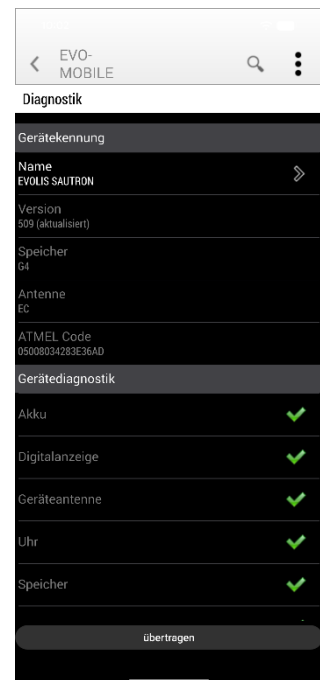 EVO-
MOBILE
Diagnostik
Gerätekennung
Name
EVOLIS SAUTRON
Version
509 (aktualisiert)
Speicher
G4
Antenne
EC
ATMEL Code
05008034283E36AD
Gerätediagnostik
Akku
Digitalanzeige
Geräteantenne
Uhr
Speicher
übertragen